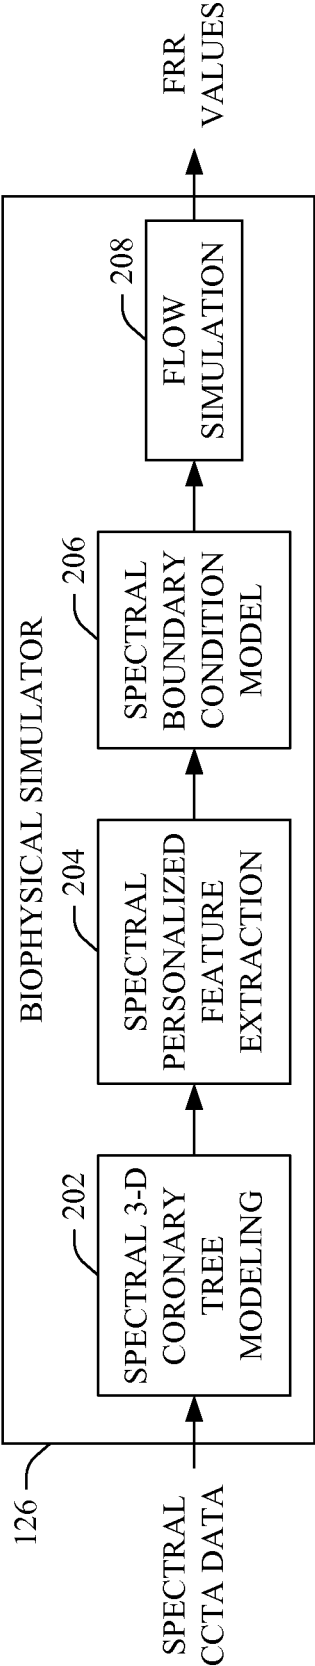 126
BIOPHYSICAL SIMULATOR
SPECTRAL
CCTA DATA
202
SPECTRAL 3-D
CORONARY
TREE
MODELING
204
SPECTRAL
PERSONALIZED
FEATURE
EXTRACTION
206
SPECTRAL
BOUNDARY
CONDITION
MODEL
208
FLOW
SIMULATION
FRR
VALUES